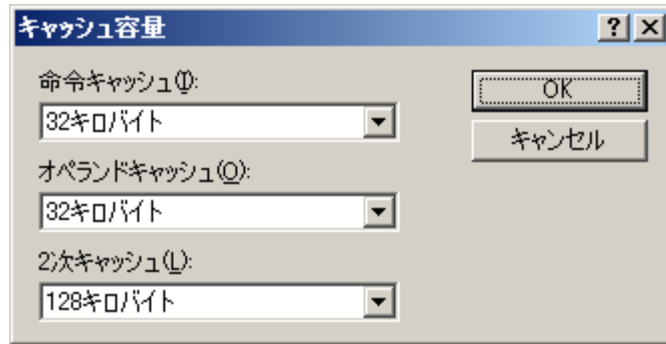 キャッシュ容量
命令キャッシュ(I):
32キロバイト
オペランドキャッシュ(O):
32キロバイト
2次キャッシュ(L):
128キロバイト
OK
キャンセル